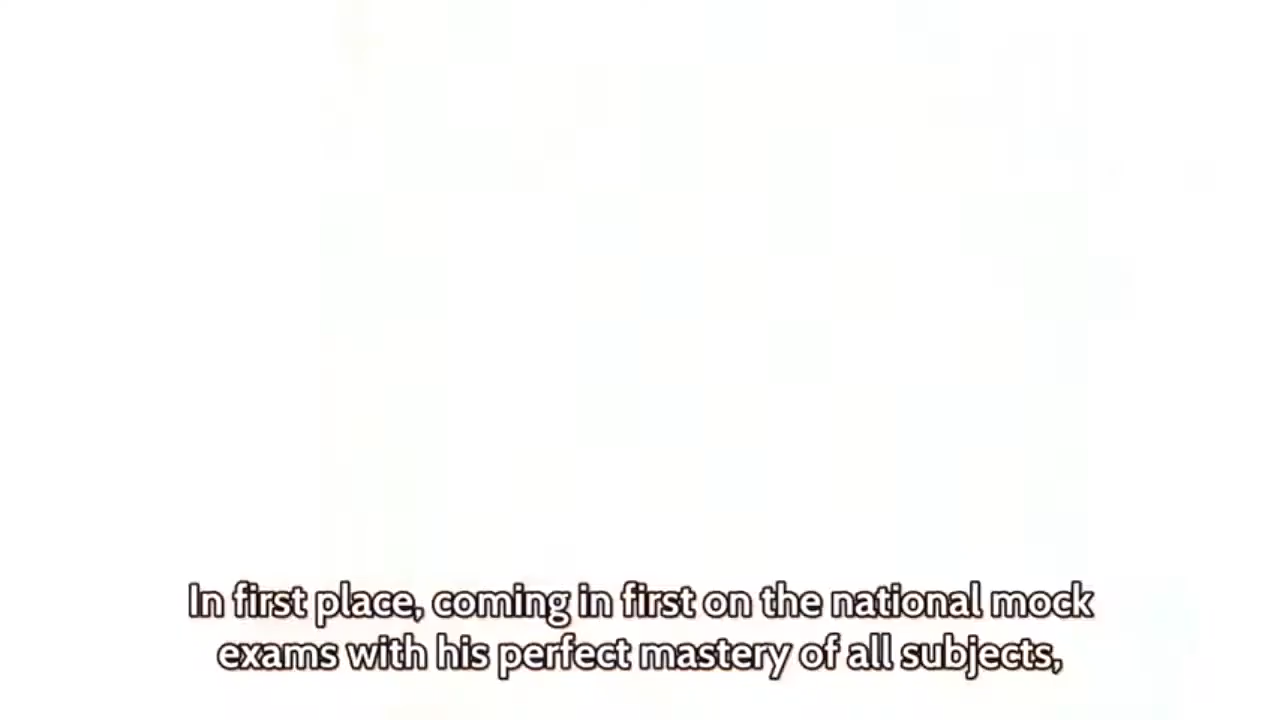 In first place, coming in first on the national mock
exams with his perfect mastery of all subjects,